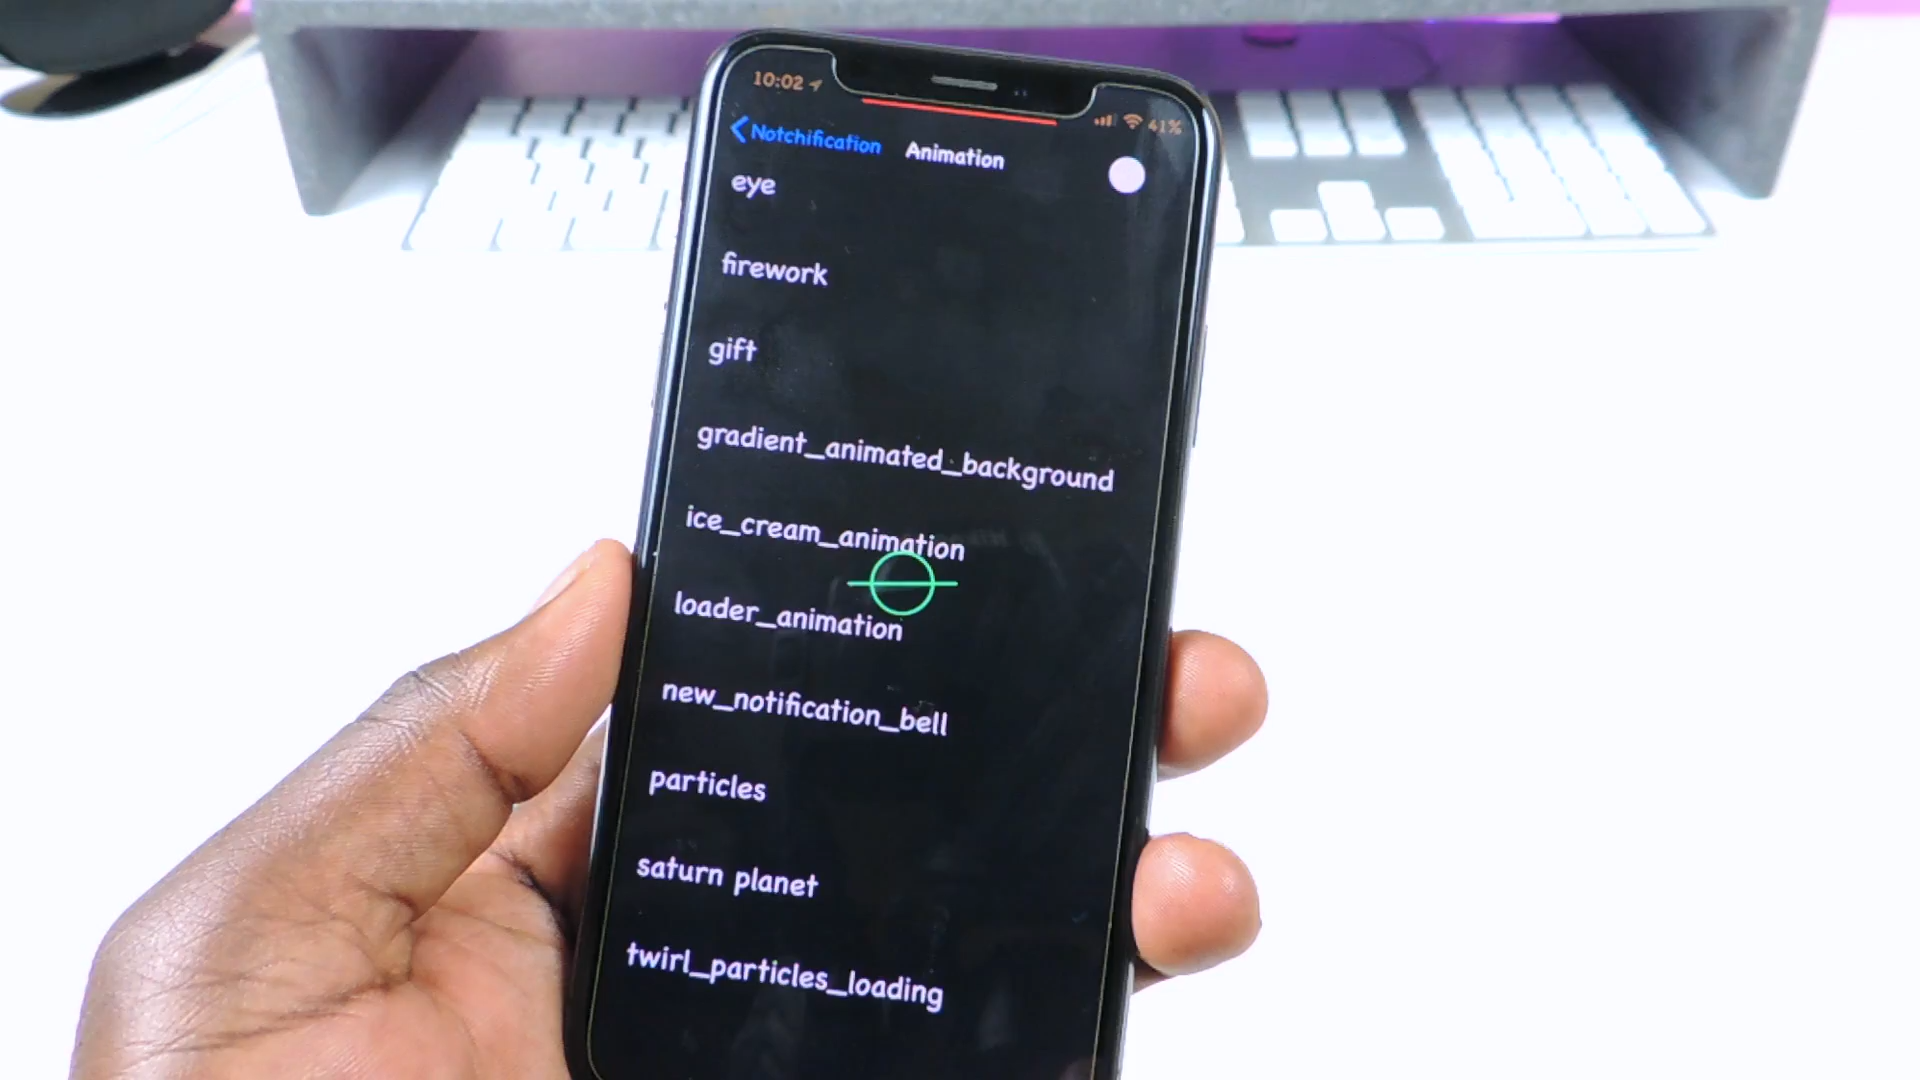 10:02
41%
Notchification Animation
eye
firework
gift
gradient_animated_background
ice_cream_animation
loader_animation
new_notification_bell
particles
saturn planet
twirl_particles_loading